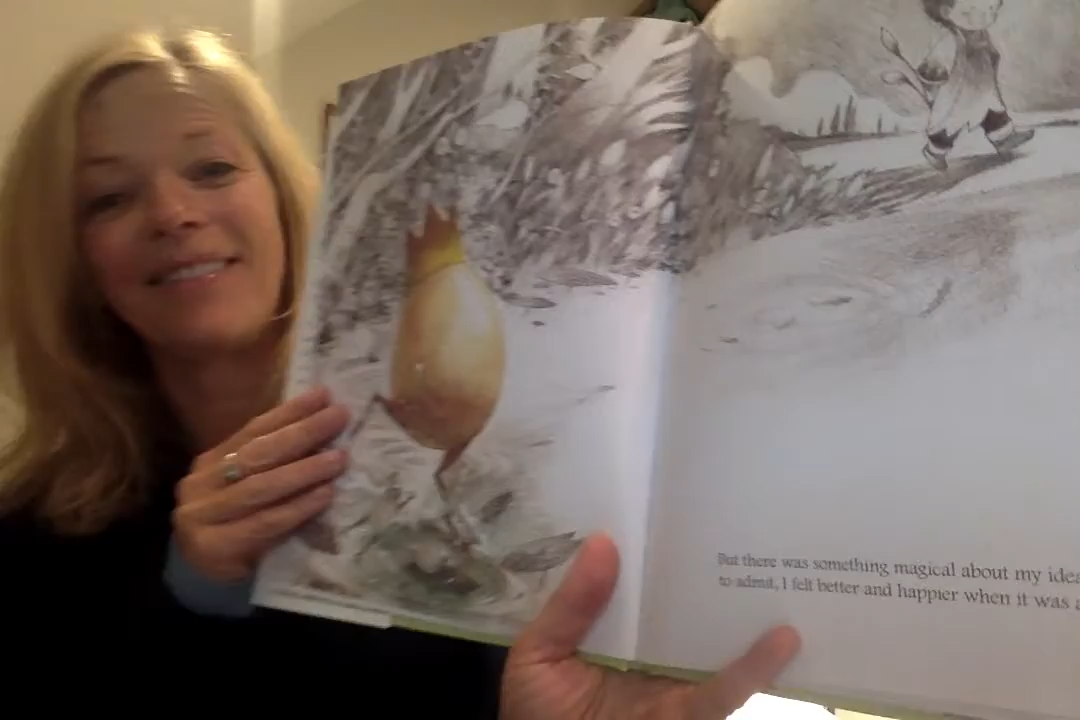 But there was something magical about my idea
to admit, I felt better and happier when it was a